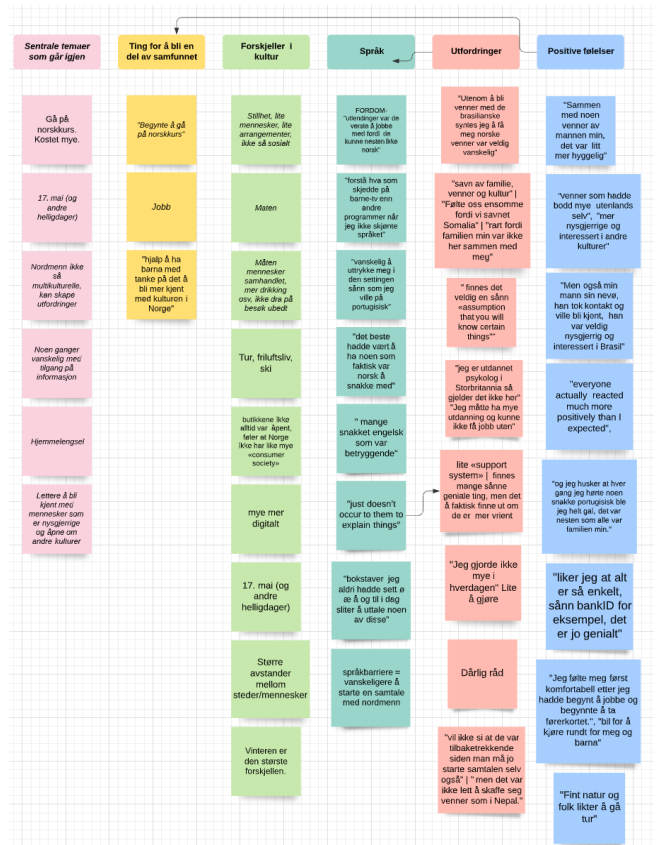 Sentrale temaer
som går igjen
Ting for å bli en
del av samfunnet
Forskjeller i
kultur
Språk
Utfordringer
Positive følelser
Gå på
norskkurs.
Kostet mye.
17. mai (og
andre
helligdager)
Nordmenn ikke
så
multikulturelle,
kan skape
utfordringer
Noen ganger
vanskelig med
tilgang på
informasjon
Hjemmelengsel
Lettere å bli
kjent med
mennesker som
er nysgjerrige
og åpne om
andre kulturer
"Begynte å gå
på norskkurs"
Jobb
"hjalp å ha
barna med
tanke på det å
bli mer kjent
med kulturen i
Norge"
Stillhet, lite
mennesker, lite
arrangementer,
ikke så sosialt
Maten
Måten
mennesker
samhandlet,
mer drikking
osv, ikke dra på
besøk ubedt
Tur, friluftsliv,
ski
butikkene ikke
alltid var åpent,
føler at Norge
ikke har like mye
«consumer
society»
mye mer
digitalt
17. mai (og
andre
helligdager)
Større
avstander
mellom
steder/mennesker
Vinteren er
den største
forskjellen.
FORDOM-
"utlendinger var de
verste å jobbe
med fordi de
kunne nesten ikke
norsk"
"forstå hva som
skjedde på
barne-tv enn
andre
programmer når
jeg ikke skjønte
språket"
"vanskelig å
uttrykke meg i
den settingen
sånn som jeg
ville på
portugisisk"
"det beste
hadde vært å
ha noen som
faktisk var
norsk å
snakke med"
" mange
snakket engelsk
som var
betryggende"
"just doesn't
occur to them to
explain things"
"bokstaver jeg
aldri hadde sett ø
æ å og til i dag
sliter å uttale noen
av disse"
språkbarriere =
vanskeligere å
starte en samtale
med nordmenn
"Utenom å bli
venner med de
brasilianske
syntes jeg å få
meg norske
venner var veldig
vanskelig"
"savn av familie,
venner og kultur" |
"Følte oss ensomme
fordi vi savnet
Somalia" | "rart fordi
familien min var ikke
her sammen med
meg"
" finnes det
veldig en sånn
«assumption
that you will
know certain
things»"
"jeg er utdannet
psykolog i
Storbritannia så
gjelder det ikke her"
"Jeg måtte ha mye
utdanning og kunne
ikke få jobb uten"
lite «support
system» | finnes
mange sånne
geniale ting, men det
å faktisk finne ut om
de er mer vrient
"Jeg gjorde ikke
mye i
hverdagen" Lite
å gjøre
Dårlig råd
"vil ikke si at de var
tilbaketrekkende
siden man må jo
starte samtalen selv
også" | " men det var
ikke lett å skaffe seg
venner som i Nepal."
"Sammen
med noen
venner av
mannen min,
det var litt
mer hyggelig"
"venner som hadde
bodd mye utenlands
selv", "mer
nysgjerrige og
interessert i andre
kulturer"
"Men også min
mann sin nevø,
han tok kontakt og
ville bli kjent, han
var veldig
nysgjerrig og
interessert i Brasil"
"everyone
actually reacted
much more
positively than I
expected",
"og jeg husker at hver
gang jeg hørte noen
snakke portugisisk ble
jeg helt gal, det var
nesten som alle var
familien min."
"liker jeg at alt
er så enkelt,
sånn bankID for
eksempel, det
er jo genialt"
"Jeg følte meg først
komfortabell etter jeg
hadde begynt å jobbe og
begynnte å ta
førerkortet.", "bil for å
kjøre rundt for meg og
barna"
"Fint natur og
folk likter å gå
tur"